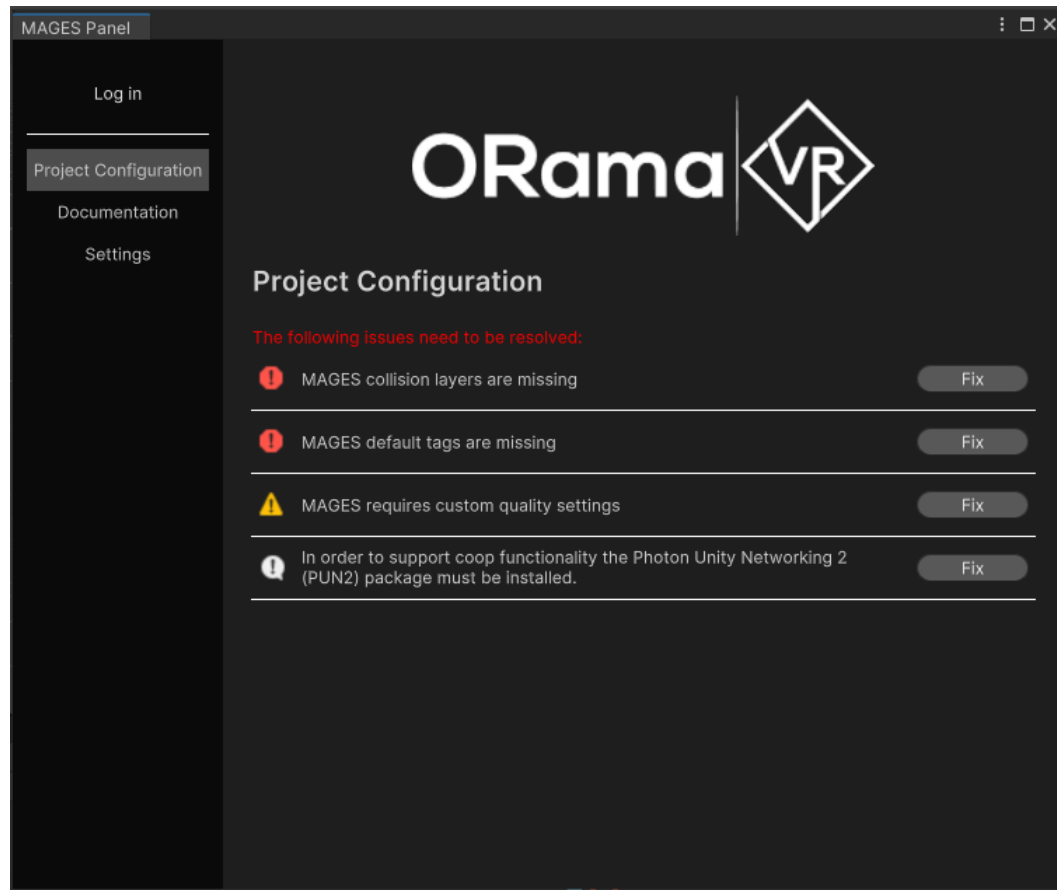 MAGES Panel
Log in
Project Configuration
Documentation
Settings
ORama VR
Project Configuration
The following issues need to be resolved:
MAGES collision layers are missing
Fix
MAGES default tags are missing
Fix
MAGES requires custom quality settings
Fix
In order to support coop functionality the Photon Unity Networking 2
(PUN2) package must be installed.
Fix